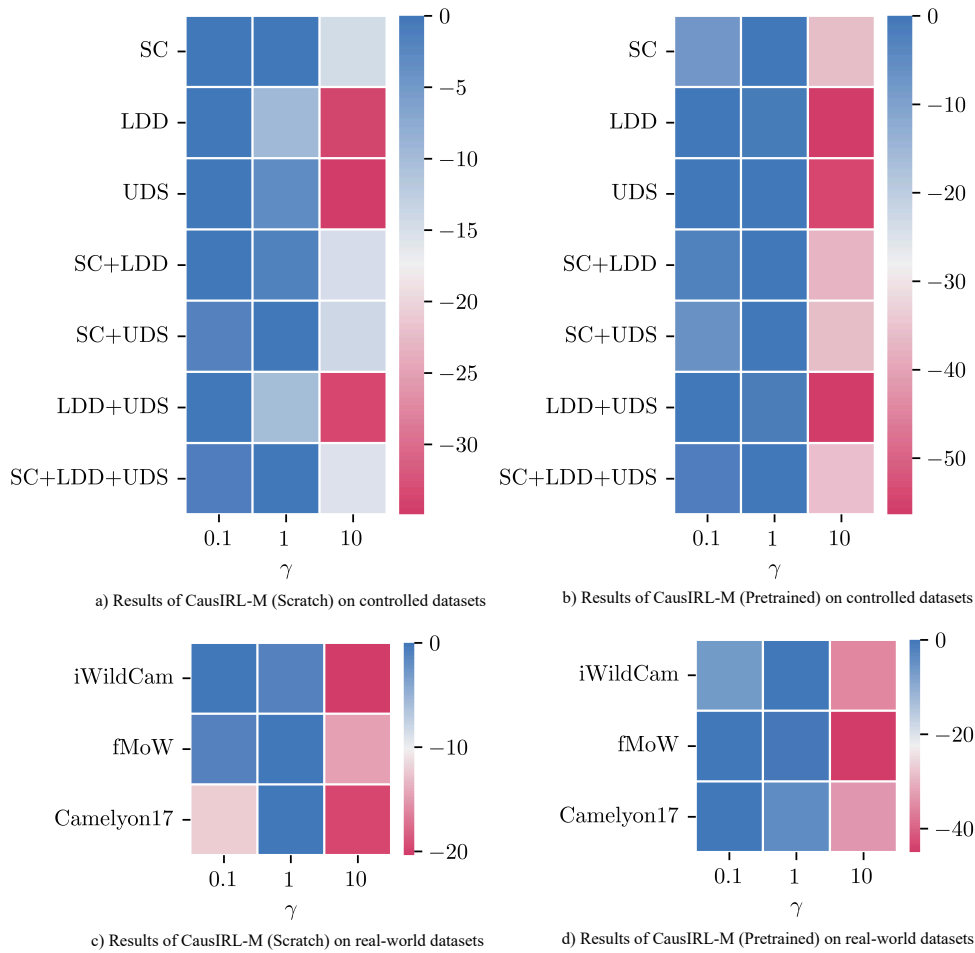 SC
LDD
UDS
SC+LDD
SC+UDS
LDD+UDS
SC+LDD+UDS
0.1 1 10
γ
0
−5
−10
−15
−20
−25
−30
a) Results of CausIRL-M (Scratch) on controlled datasets
SC
LDD
UDS
SC+LDD
SC+UDS
LDD+UDS
SC+LDD+UDS
0.1 1 10
γ
0
−10
−20
−30
−40
−50
b) Results of CausIRL-M (Pretrained) on controlled datasets
iWildCam
fMoW
Camelyon17
0.1 1 10
γ
0
−10
−20
c) Results of CausIRL-M (Scratch) on real-world datasets
iWildCam
fMoW
Camelyon17
0.1 1 10
γ
0
−20
−40
d) Results of CausIRL-M (Pretrained) on real-world datasets